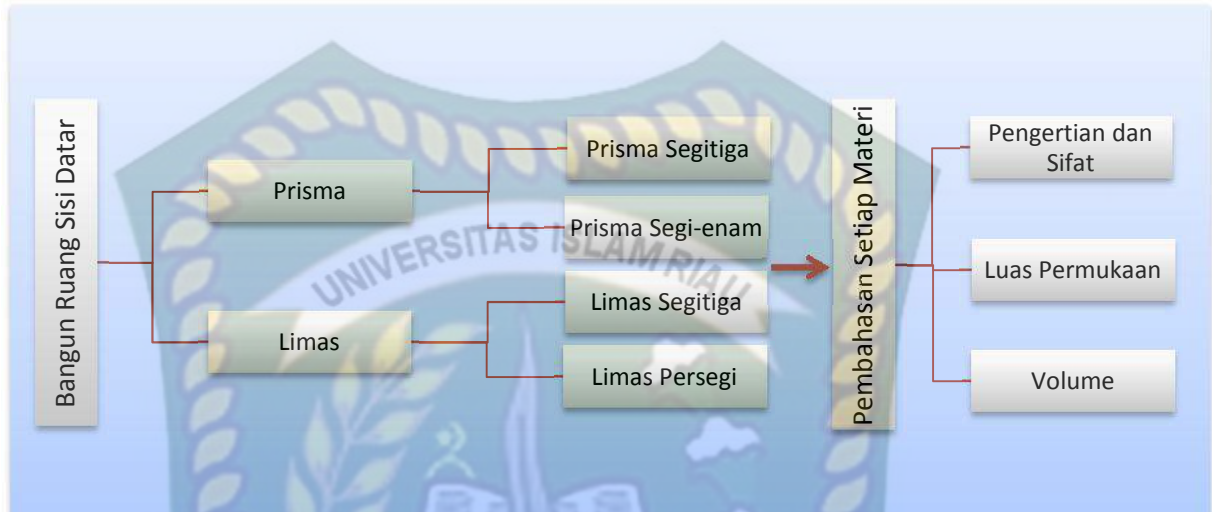 Bangun Ruang Sisi Datar
Prisma
Prisma Segitiga
Prisma Segi-enam
Limas
Limas Segitiga
Limas Persegi
Pembahasan Setiap Materi
Pengertian dan
Sifat
Luas Permukaan
Volume
UNIVERSITAS ISLAM RIAU